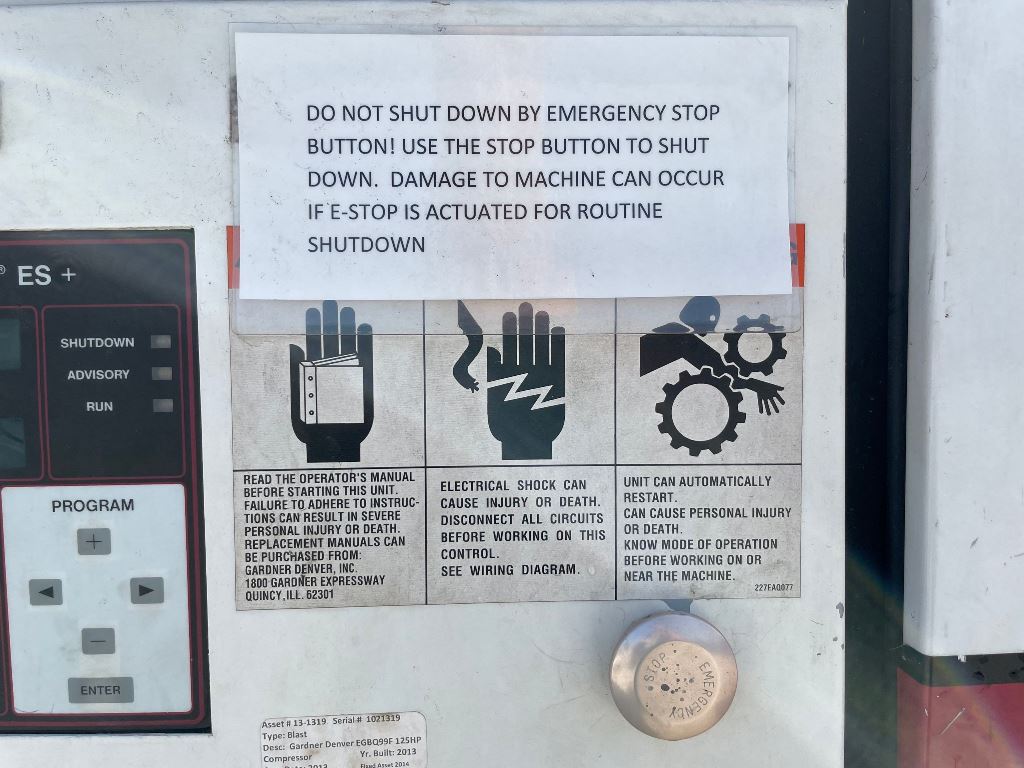 DO NOT SHUT DOWN BY EMERGENCY STOP
BUTTON! USE THE STOP BUTTON TO SHUT
DOWN. DAMAGE TO MACHINE CAN OCCUR
IF E-STOP IS ACTUATED FOR ROUTINE
SHUTDOWN
® ES +
SHUTDOWN
ADVISORY
RUN
PROGRAM
+
−
ENTER
READ THE OPERATOR'S MANUAL
BEFORE STARTING THIS UNIT.
FAILURE TO ADHERE TO INSTRUC-
TIONS CAN RESULT IN SEVERE
PERSONAL INJURY OR DEATH.
REPLACEMENT MANUALS CAN
BE PURCHASED FROM:
GARDNER DENVER, INC.
1800 GARDNER EXPRESSWAY
QUINCY, ILL. 62301
ELECTRICAL SHOCK CAN
CAUSE INJURY OR DEATH.
DISCONNECT ALL CIRCUITS
BEFORE WORKING ON THIS
CONTROL.
SEE WIRING DIAGRAM.
UNIT CAN AUTOMATICALLY
RESTART.
CAN CAUSE PERSONAL INJURY
OR DEATH.
KNOW MODE OF OPERATION
BEFORE WORKING ON OR
NEAR THE MACHINE.
227EAQ077
STOP
EMERGENCY
Asset # 13-1319 Serial # 1021319
Type: Blast
Desc: Gardner Denver EGBQ99F 125HP
Compressor Yr. Built: 2013
2013 Fixed Asset 2014